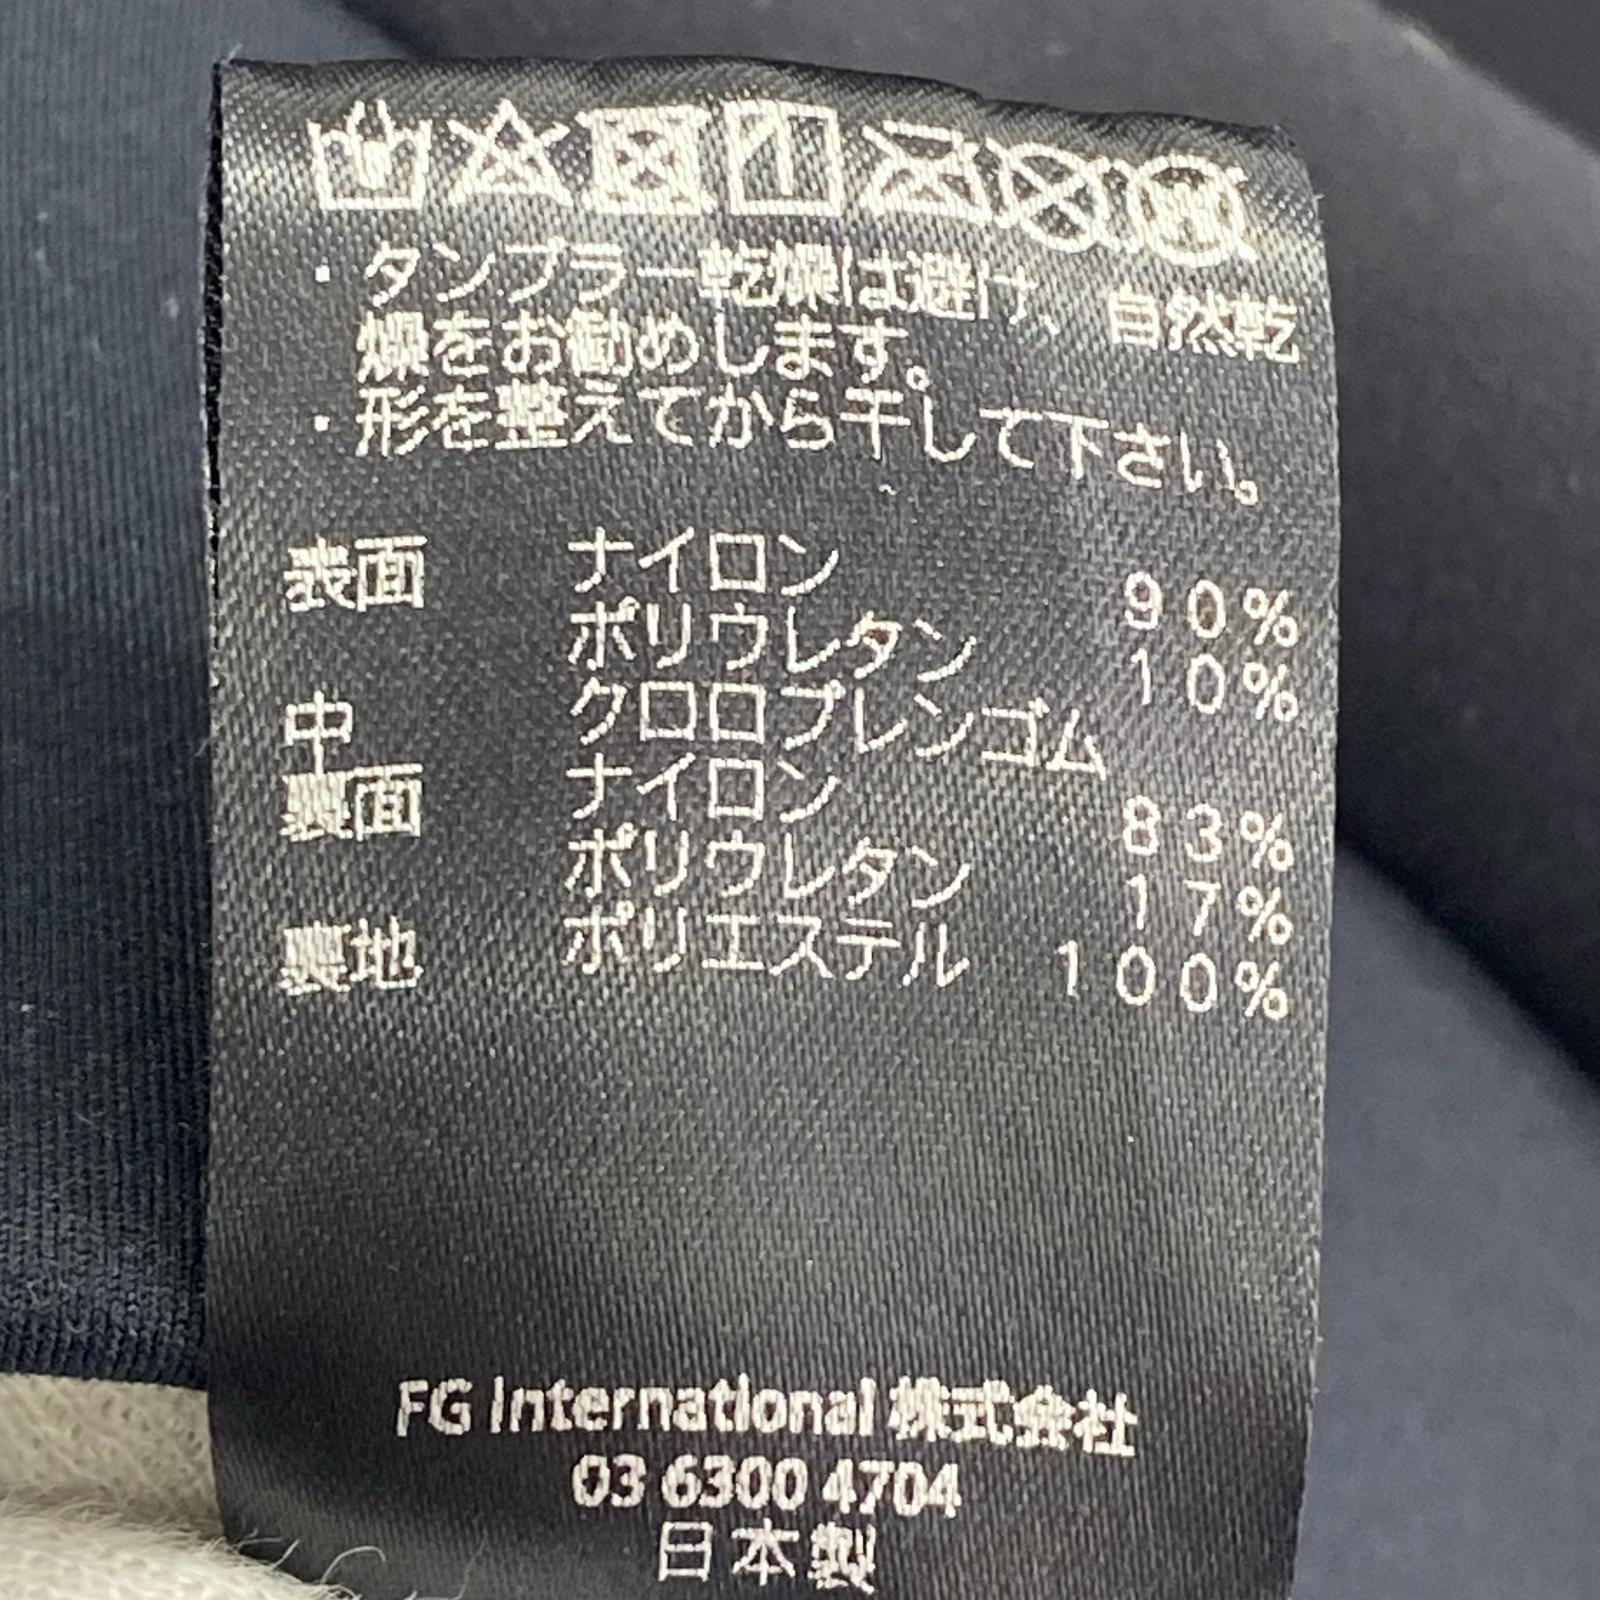 ・タンブラー乾燥は避け、自然乾
燥をお勧めします。
・形を整えてから干して下さい。
表面 ナイロン 90%
ポリウレタン 10%
中 クロロプレンゴム
裏面 ナイロン 83%
ポリウレタン 17%
裏地 ポリエステル 100%
FG International 株式会社
03 6300 4704
日本製